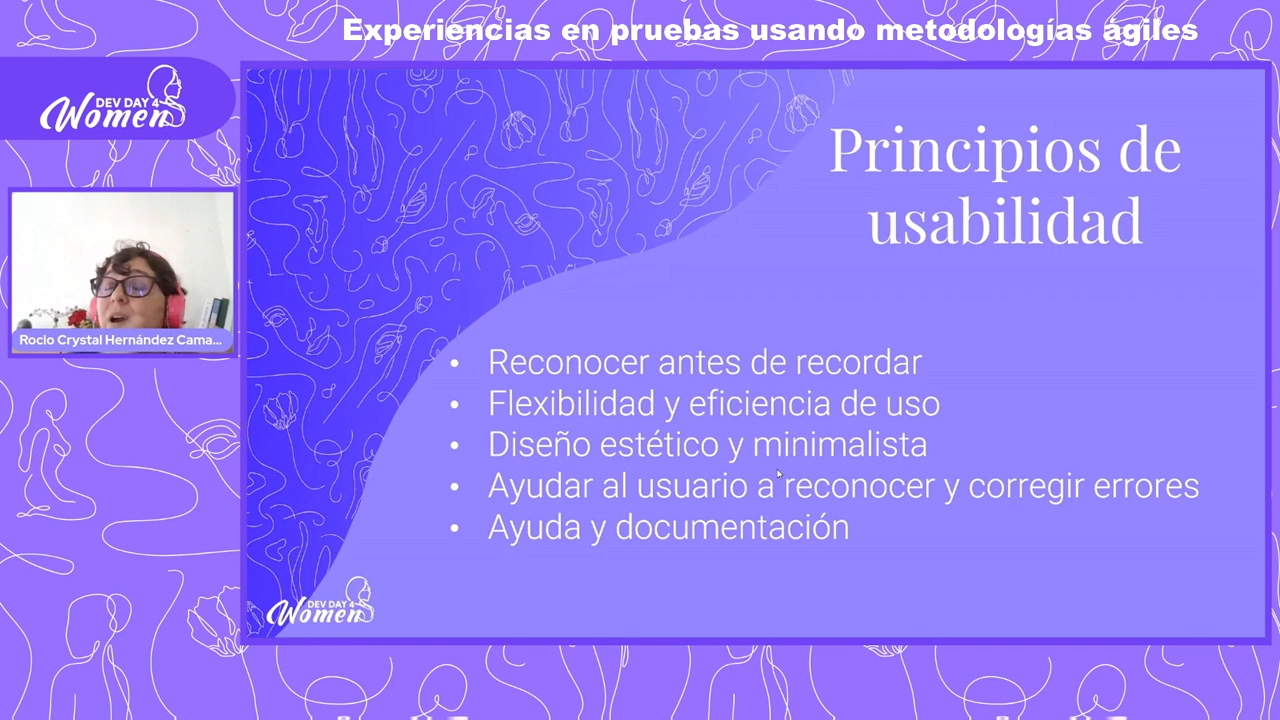 Experiencias en pruebas usando metodologías ágiles
DEV DAY 4
Women
Principios de
usabilidad
Rocio Crystal Hernández Cama...
• Reconocer antes de recordar
• Flexibilidad y eficiencia de uso
• Diseño estético y minimalista
• Ayudar al usuario a reconocer y corregir errores
• Ayuda y documentación
DEV DAY 4
Women